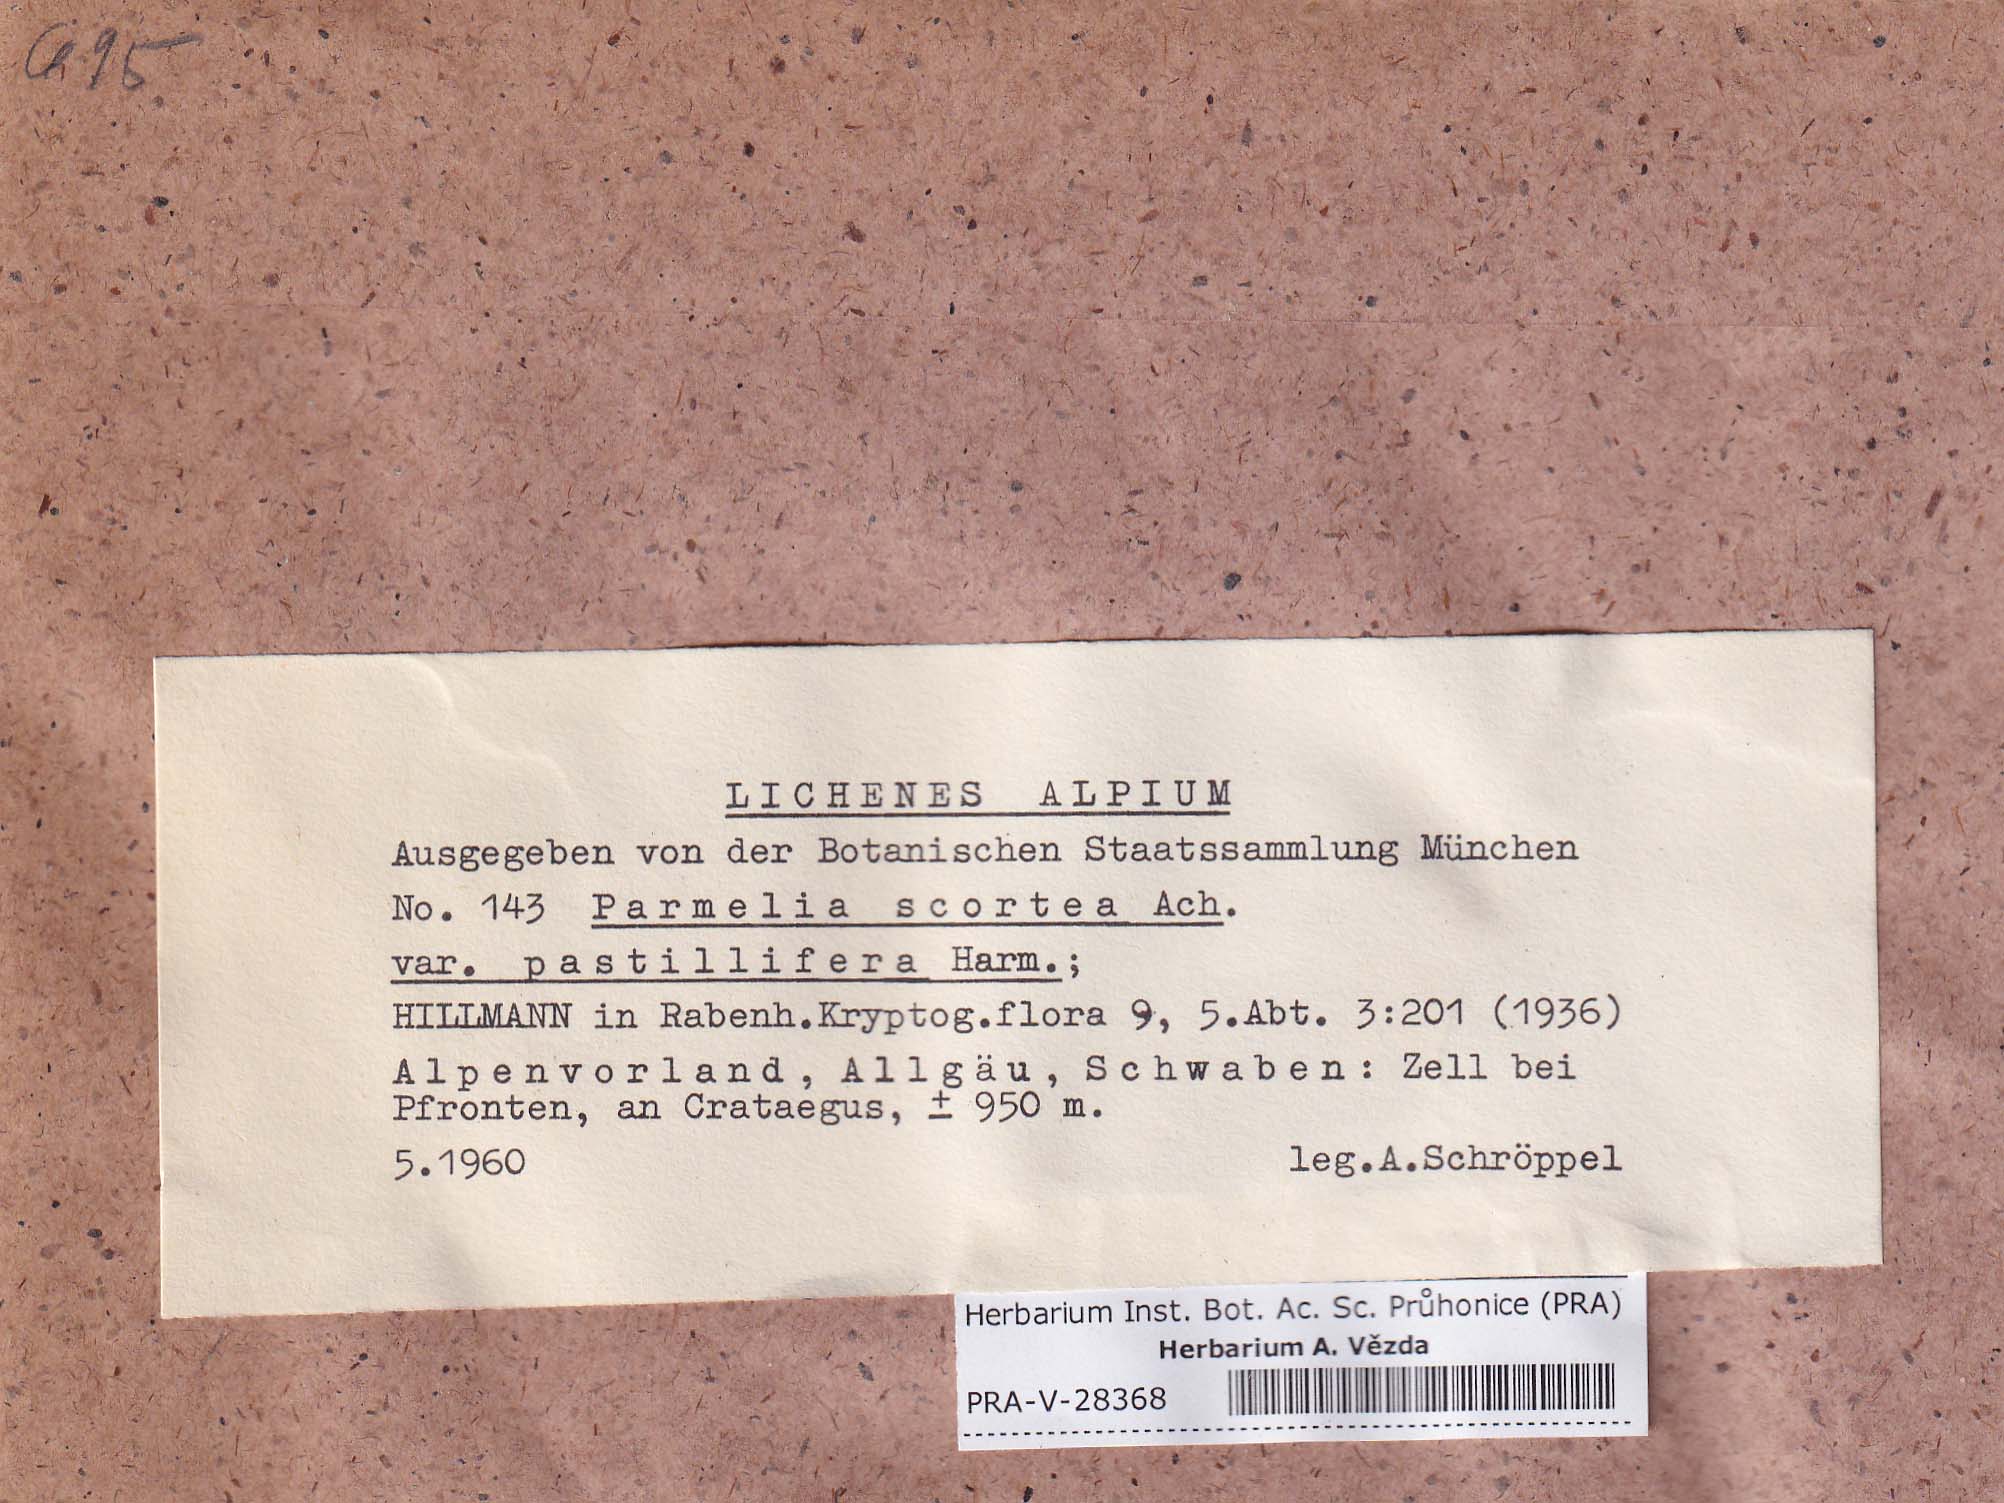 LICHENES ALPIUM
Ausgegeben von der Botanischen Staatssammlung München
No. 143 Parmelia scortea Ach.
var. pastillifera Harm.;
HILLMANN in Rabenh.Kryptog.flora 9, 5.Abt. 3:201 (1936)
Alpenvorland, Allgäu, Schwaben: Zell bei
Pfronten, an Crataegus, ± 950 m.
5.1960 leg.A.Schröppel
Herbarium Inst. Bot. Ac. Sc. Průhonice (PRA)
Herbarium A. Vězda
PRA-V-28368